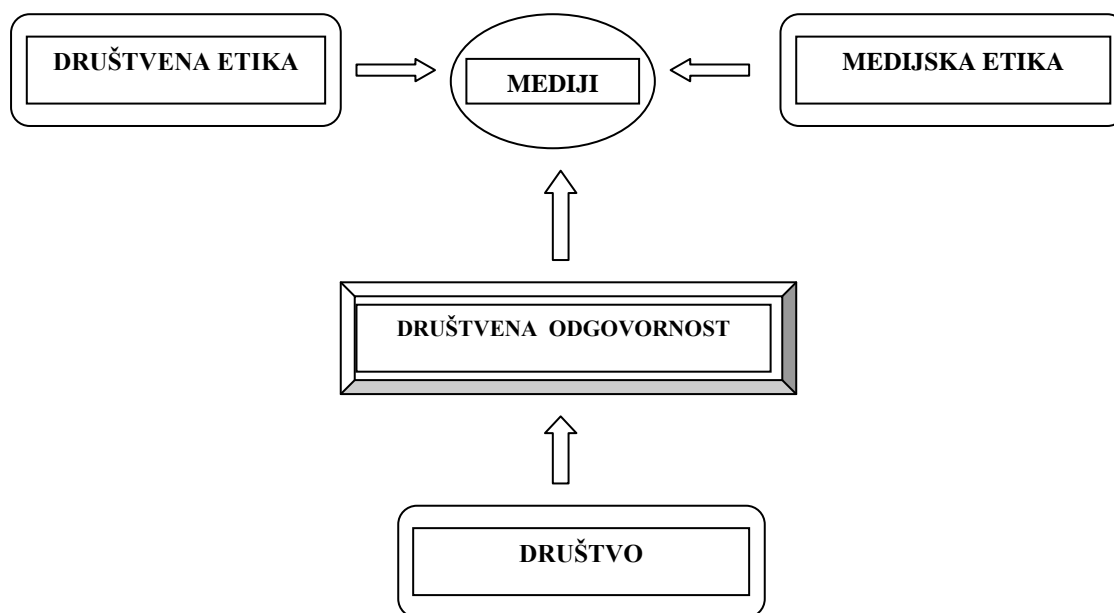 DRUŠTVENA ETIKA
MEDIJI
MEDIJSKA ETIKA
DRUŠTVENA ODGOVORNOST
DRUŠTVO